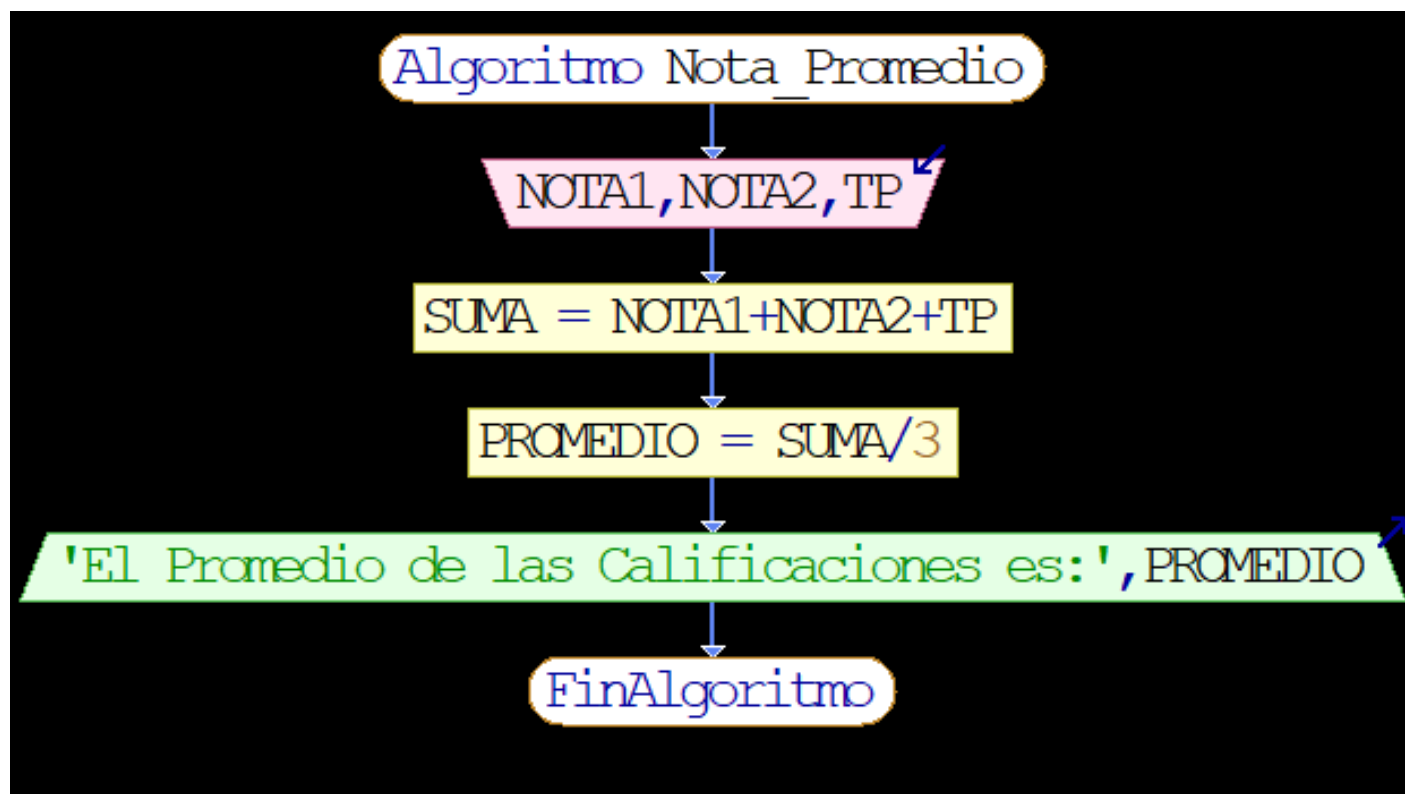 Algoritmo Nota_Promedio
NOTA1,NOTA2,TP
SUMA = NOTA1+NOTA2+TP
PROMEDIO = SUMA/3
'El Promedio de las Calificaciones es:',PROMEDIO
FinAlgoritmo